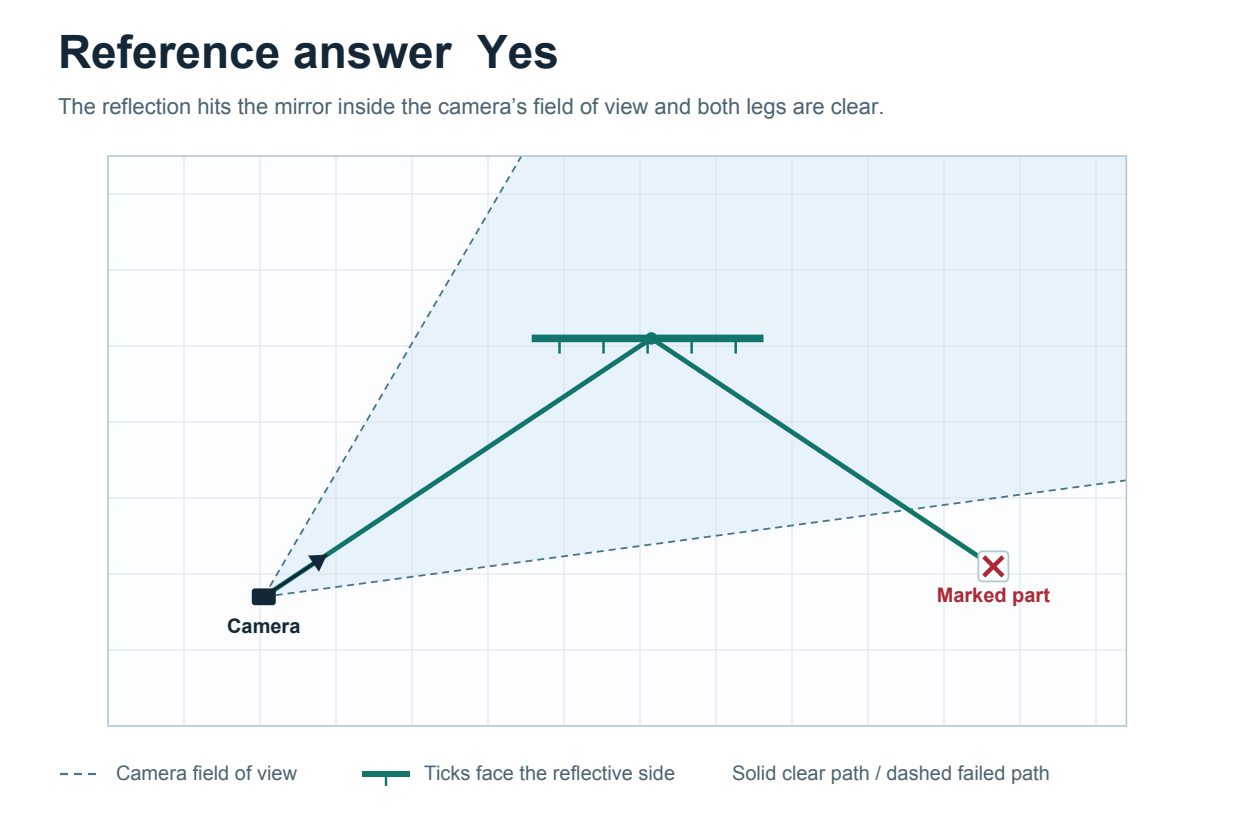 Reference answer  Yes
The reflection hits the mirror inside the camera’s field of view and both legs are clear.
Camera
Marked part
Camera field of view
Ticks face the reflective side
Solid clear path / dashed failed path